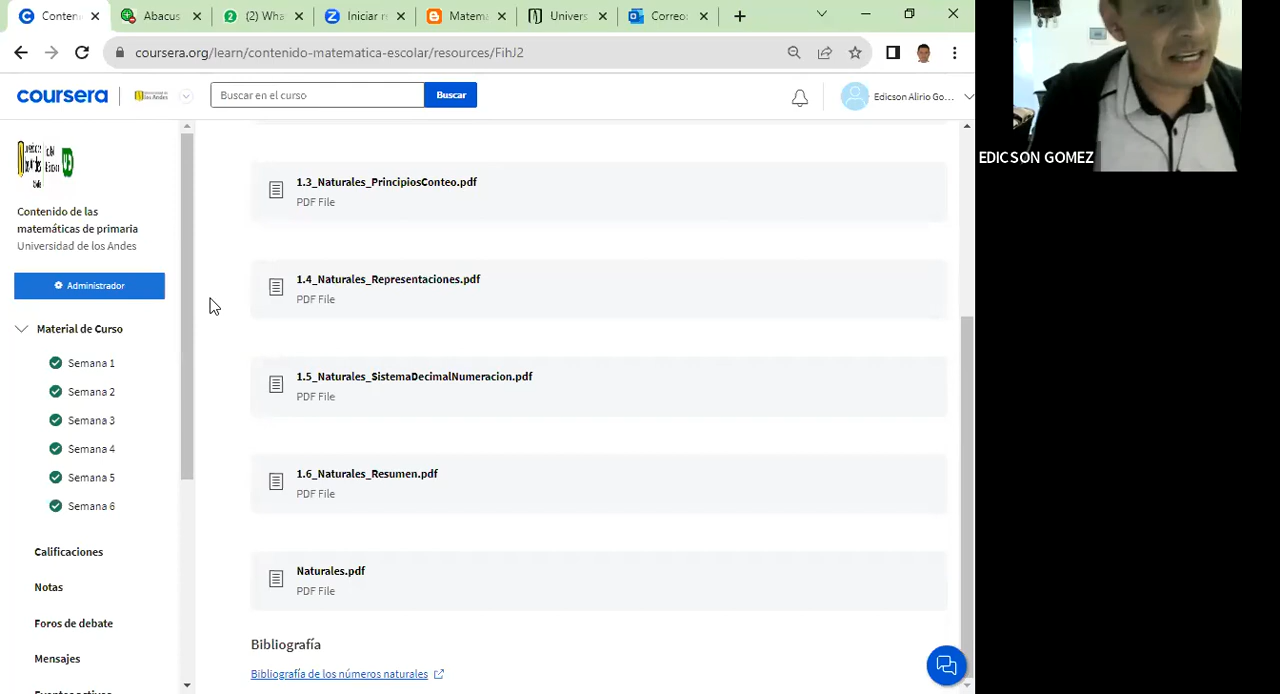 Conten
Abacus
(2) Wha
Iniciar r
Matema
Univers
Correo:
coursera.org/learn/contenido-matematica-escolar/resources/FihJ2
coursera
Buscar en el curso
Buscar
Edicson Alirio Go...
EDICSON GOMEZ
Contenido de las
matemáticas de primaria
Universidad de los Andes
Administrador
Material de Curso
Semana 1
Semana 2
Semana 3
Semana 4
Semana 5
Semana 6
Calificaciones
Notas
Foros de debate
Mensajes
Eventos activos
1.3_Naturales_PrincipiosConteo.pdf
PDF File
1.4_Naturales_Representaciones.pdf
PDF File
1.5_Naturales_SistemaDecimalNumeracion.pdf
PDF File
1.6_Naturales_Resumen.pdf
PDF File
Naturales.pdf
PDF File
Bibliografía
Bibliografía de los números naturales